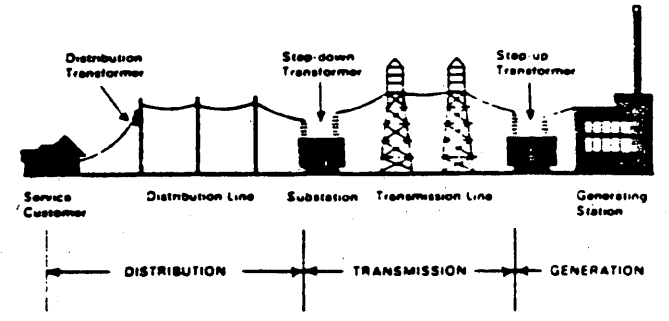 Distribution
Transformer
Step-down
Transformer
Step-up
Transformer
Service
Customer
Distribution Line
Substation
Transmission Line
Generating
Station
DISTRIBUTION
TRANSMISSION
GENERATION